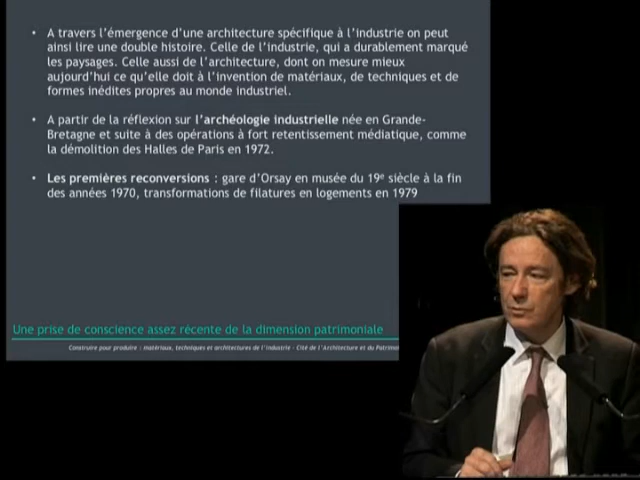 • A travers l'émergence d'une architecture spécifique à l'industrie on peut
ainsi lire une double histoire. Celle de l'industrie, qui a durablement marqué
les paysages. Celle aussi de l'architecture, dont on mesure mieux
aujourd'hui ce qu'elle doit à l'invention de matériaux, de techniques et de
formes inédites propres au monde industriel.
• A partir de la réflexion sur l'archéologie industrielle née en Grande-
Bretagne et suite à des opérations à fort retentissement médiatique, comme
la démolition des Halles de Paris en 1972.
• Les premières reconversions : gare d'Orsay en musée du 19e siècle à la fin
des années 1970, transformations de filatures en logements en 1979
Une prise de conscience assez récente de la dimension patrimoniale
Construire pour produire : matériaux, techniques et architectures de l'industrie - Cité de l'Architecture et du Patrimo